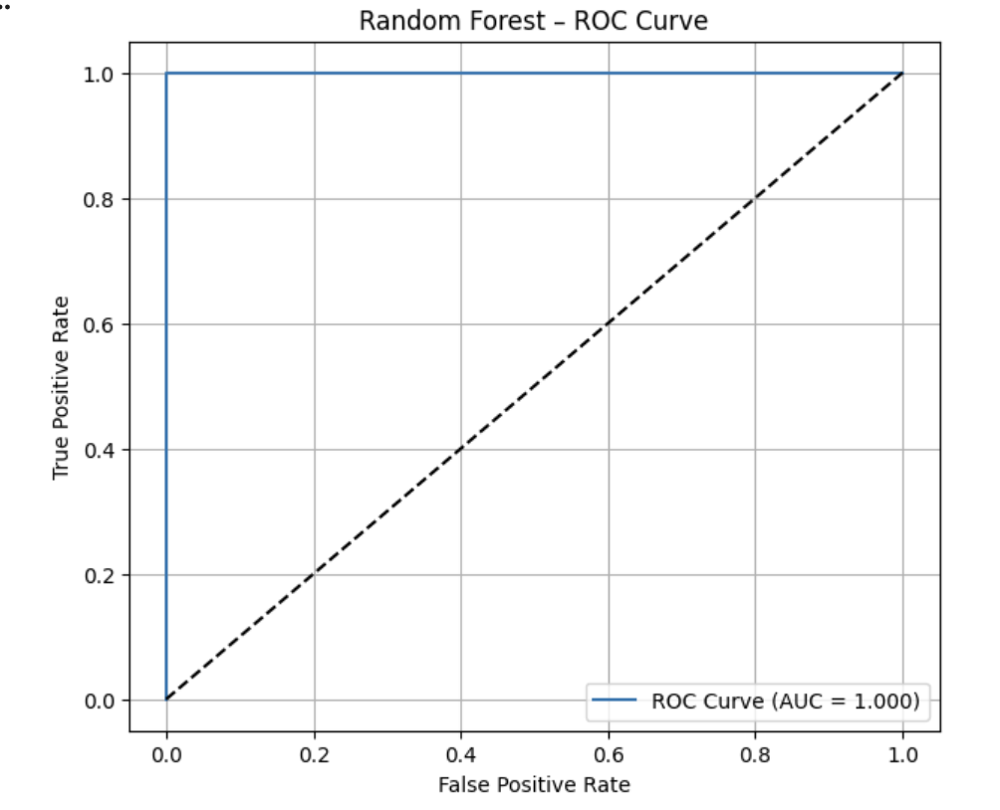 Random Forest – ROC Curve
1.0
0.8
0.6
0.4
0.2
0.0
True Positive Rate
ROC Curve (AUC = 1.000)
0.0 0.2 0.4 0.6 0.8 1.0
False Positive Rate